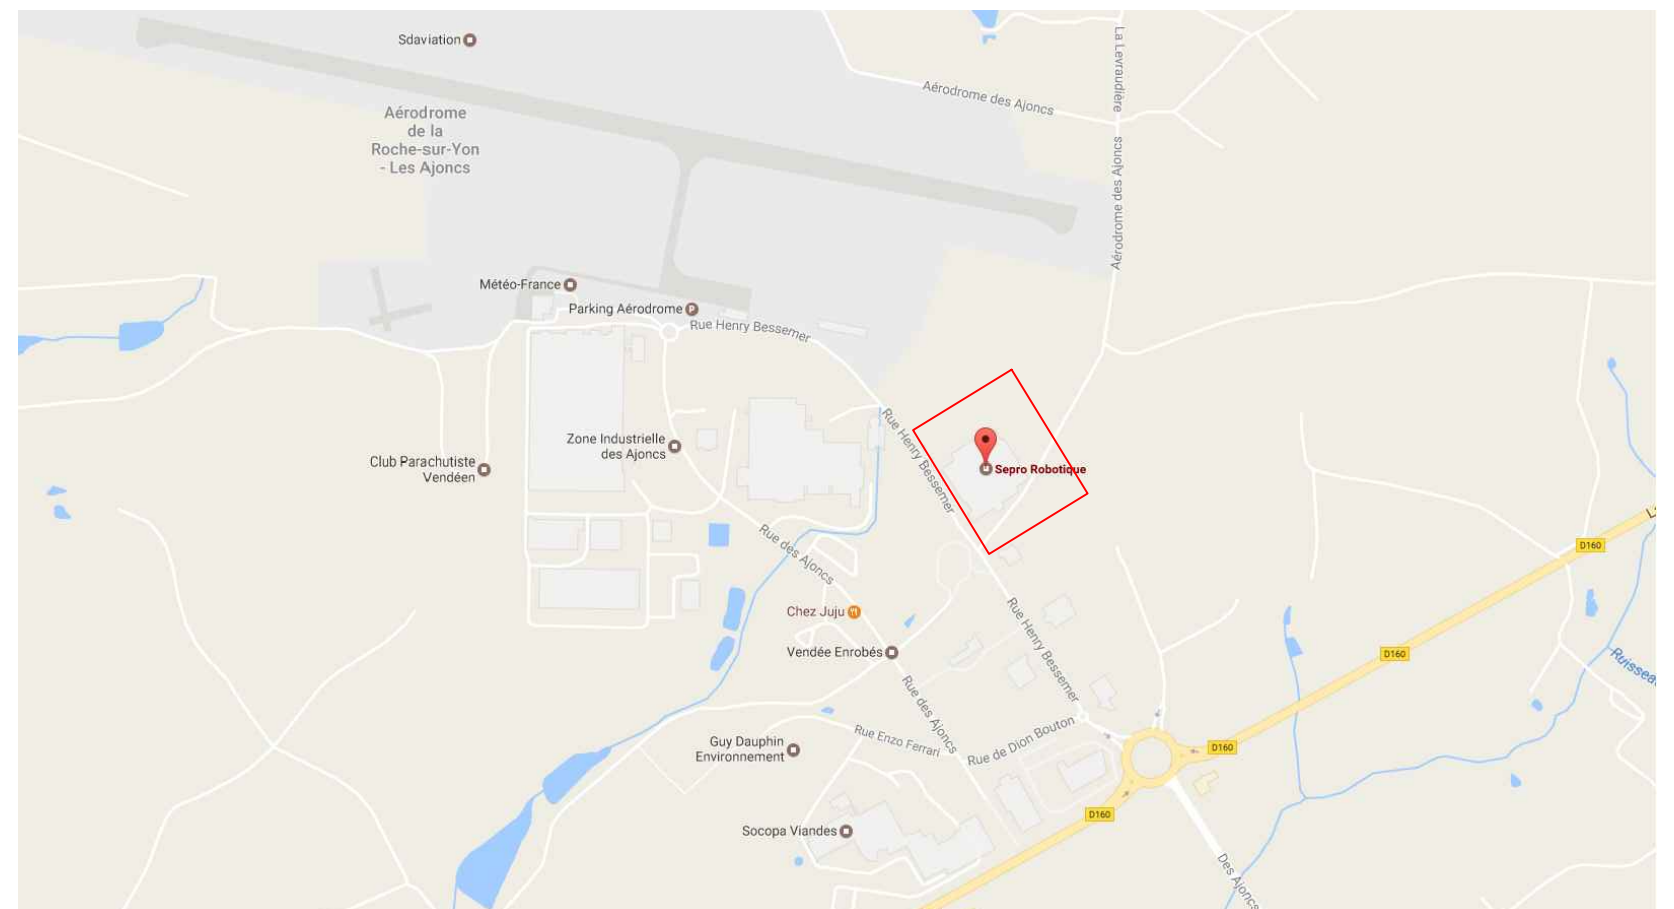 Sdaviation
Aérodrome
de la
Roche-sur-Yon
- Les Ajoncs
Aérodrome des Ajoncs
La Levraudière
Aérodrome des Ajoncs
Météo-France
Parking Aérodrome
P
Rue Henry Bessemer
Zone Industrielle
des Ajoncs
Club Parachutiste
Vendéen
Rue Henry Bessemer
Sepro Robotique
Rue des Ajoncs
D160
Chez Juju
Rue Henry Bessemer
Vendée Enrobés
D160
Rue des Ajoncs
Guy Dauphin
Environnement
Rue Enzo Ferrari
Rue de Dion Bouton
D160
D160
Socopa Viandes
Des Ajoncs